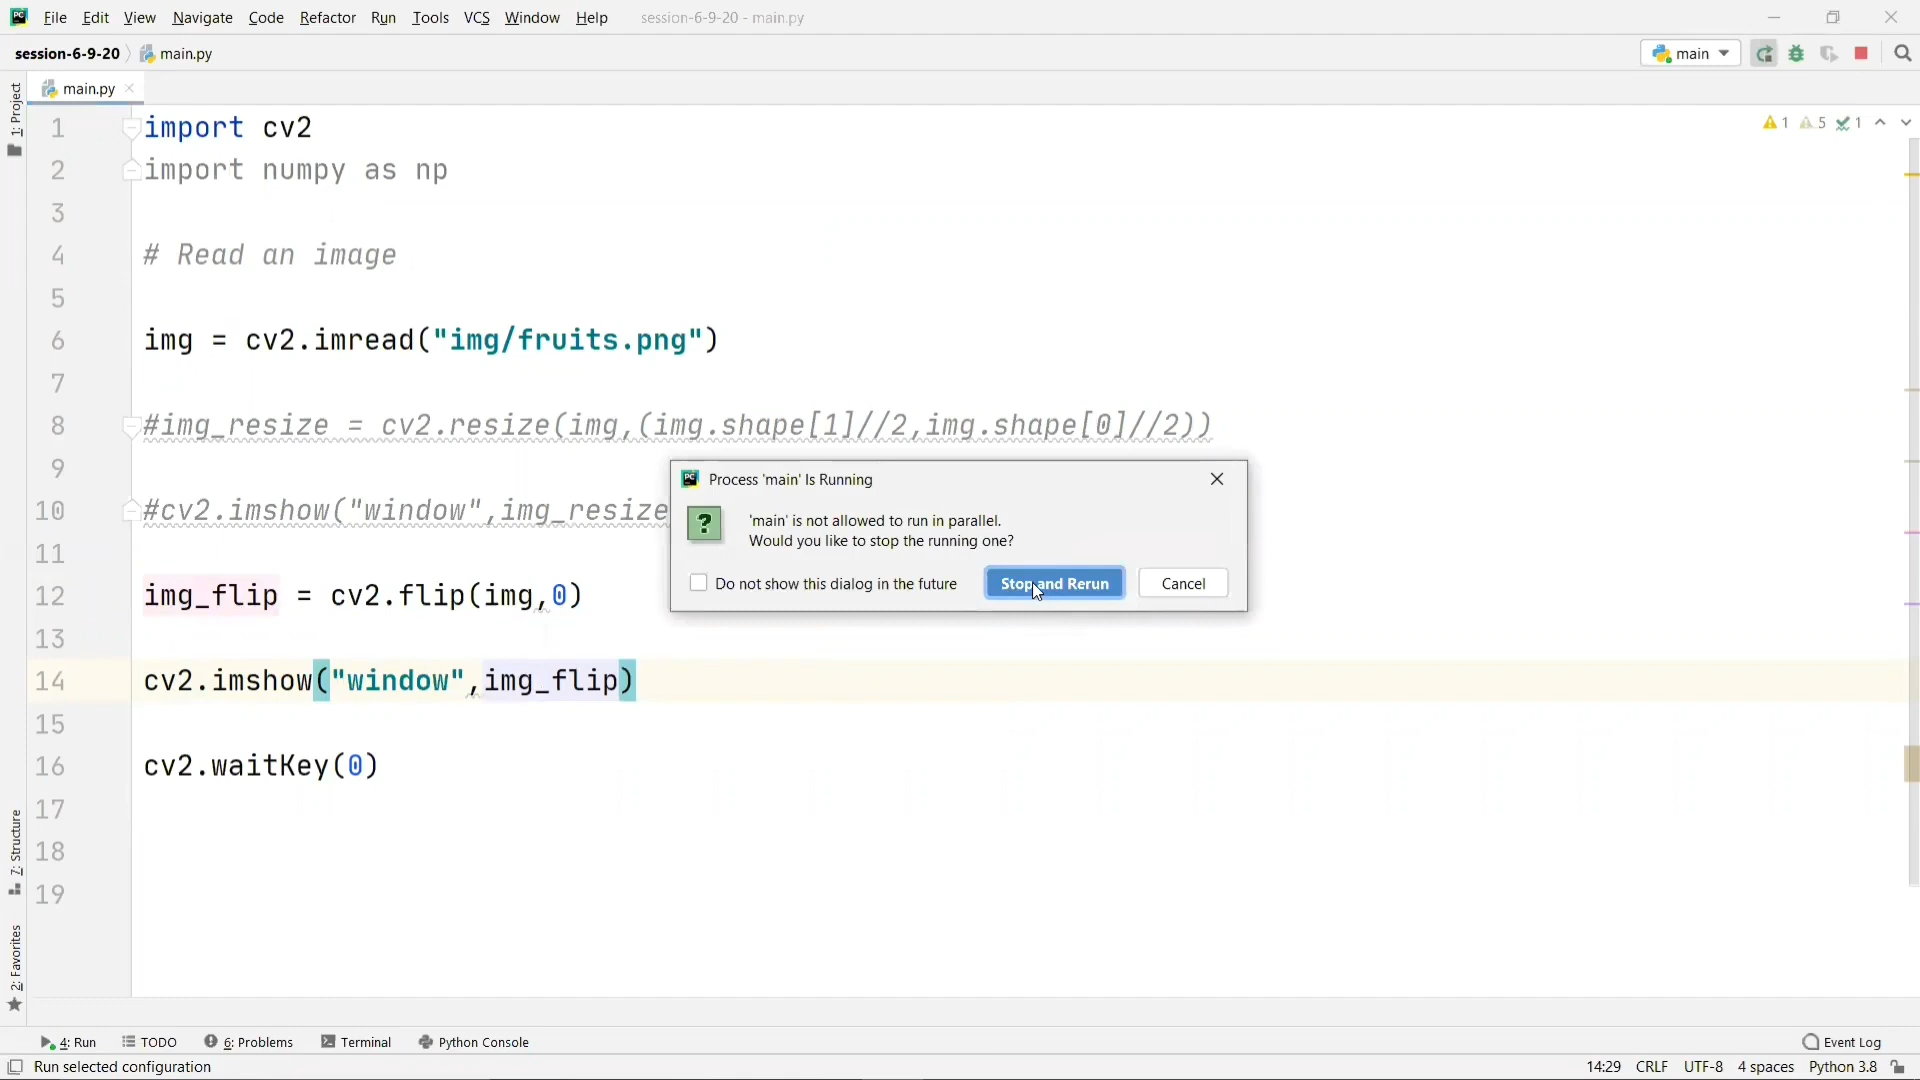 File Edit View Navigate Code Refactor Run Tools VCS Window Help session-6-9-20 - main.py
session-6-9-20 main.py main
main.py
1: Project
1 import cv2
2 import numpy as np
3
4 # Read an image
5
6 img = cv2.imread("img/fruits.png")
7
8 #img_resize = cv2.resize(img,(img.shape[1]//2,img.shape[0]//2))
9
10 #cv2.imshow("window",img_resize
11
12 img_flip = cv2.flip(img,0)
13
14 cv2.imshow("window",img_flip)
15
16 cv2.waitKey(0)
17
18
19
1 5 1
Process 'main' Is Running
?
'main' is not allowed to run in parallel.
Would you like to stop the running one?
Do not show this dialog in the future Stop and Rerun Cancel
7: Structure
2: Favorites
4: Run TODO 6: Problems Terminal Python Console Event Log
Run selected configuration 14:29 CRLF UTF-8 4 spaces Python 3.8